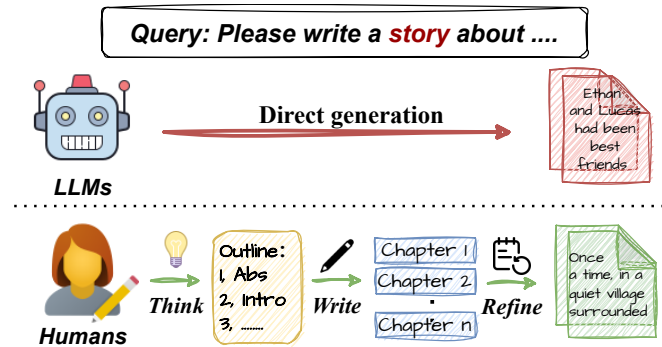 Query: Please write a story about ....
Direct generation
Ethan
and Lucas
had been
best
friends
LLMs
Outline:
1, Abs
2, Intro
3, ........
Chapter 1
Chapter 2
Chapter n
Once
a time, in a
quiet village
surrounded
Think
Write
Refine
Humans